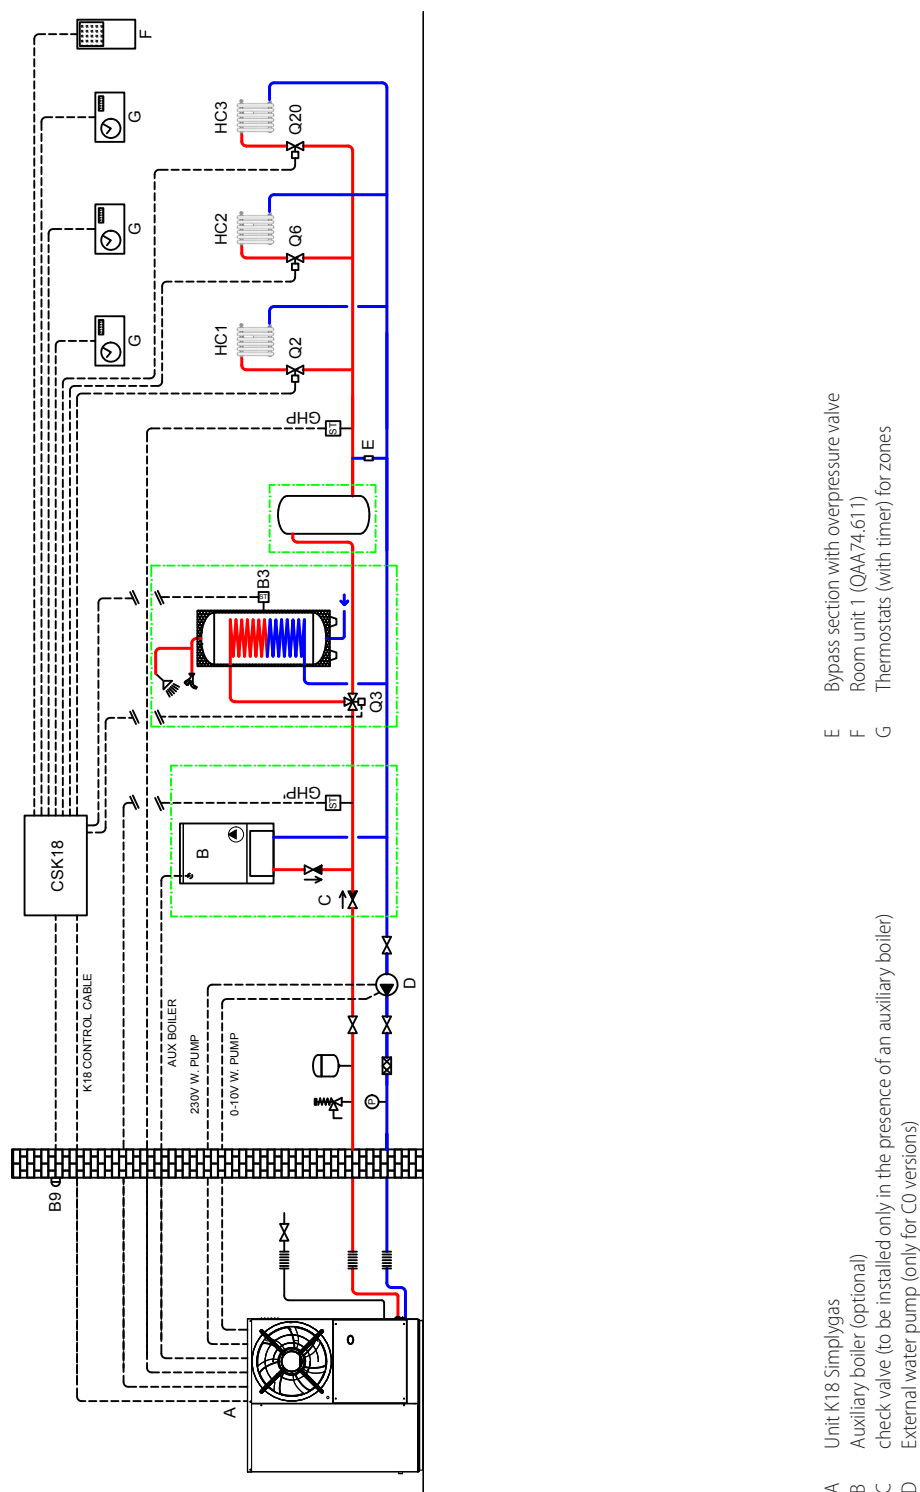 F
G
G
G
HC3
Q20
HC2
Q6
HC1
Q2
GHP
ST
E
B3
ST
Q3
CSK18
GHP'
ST
B
C
D
K18 CONTROL CABLE
AUX BOILER
230V W. PUMP
0-10V W. PUMP
P
B9
A
A Unit K18 Simplygas
B Auxiliary boiler (optional)
C check valve (to be installed only in the presence of an auxiliary boiler)
D External water pump (only for C0 versions)
E Bypass section with overpressure valve
F Room unit 1 (QAA74.611)
G Thermostats (with timer) for zones